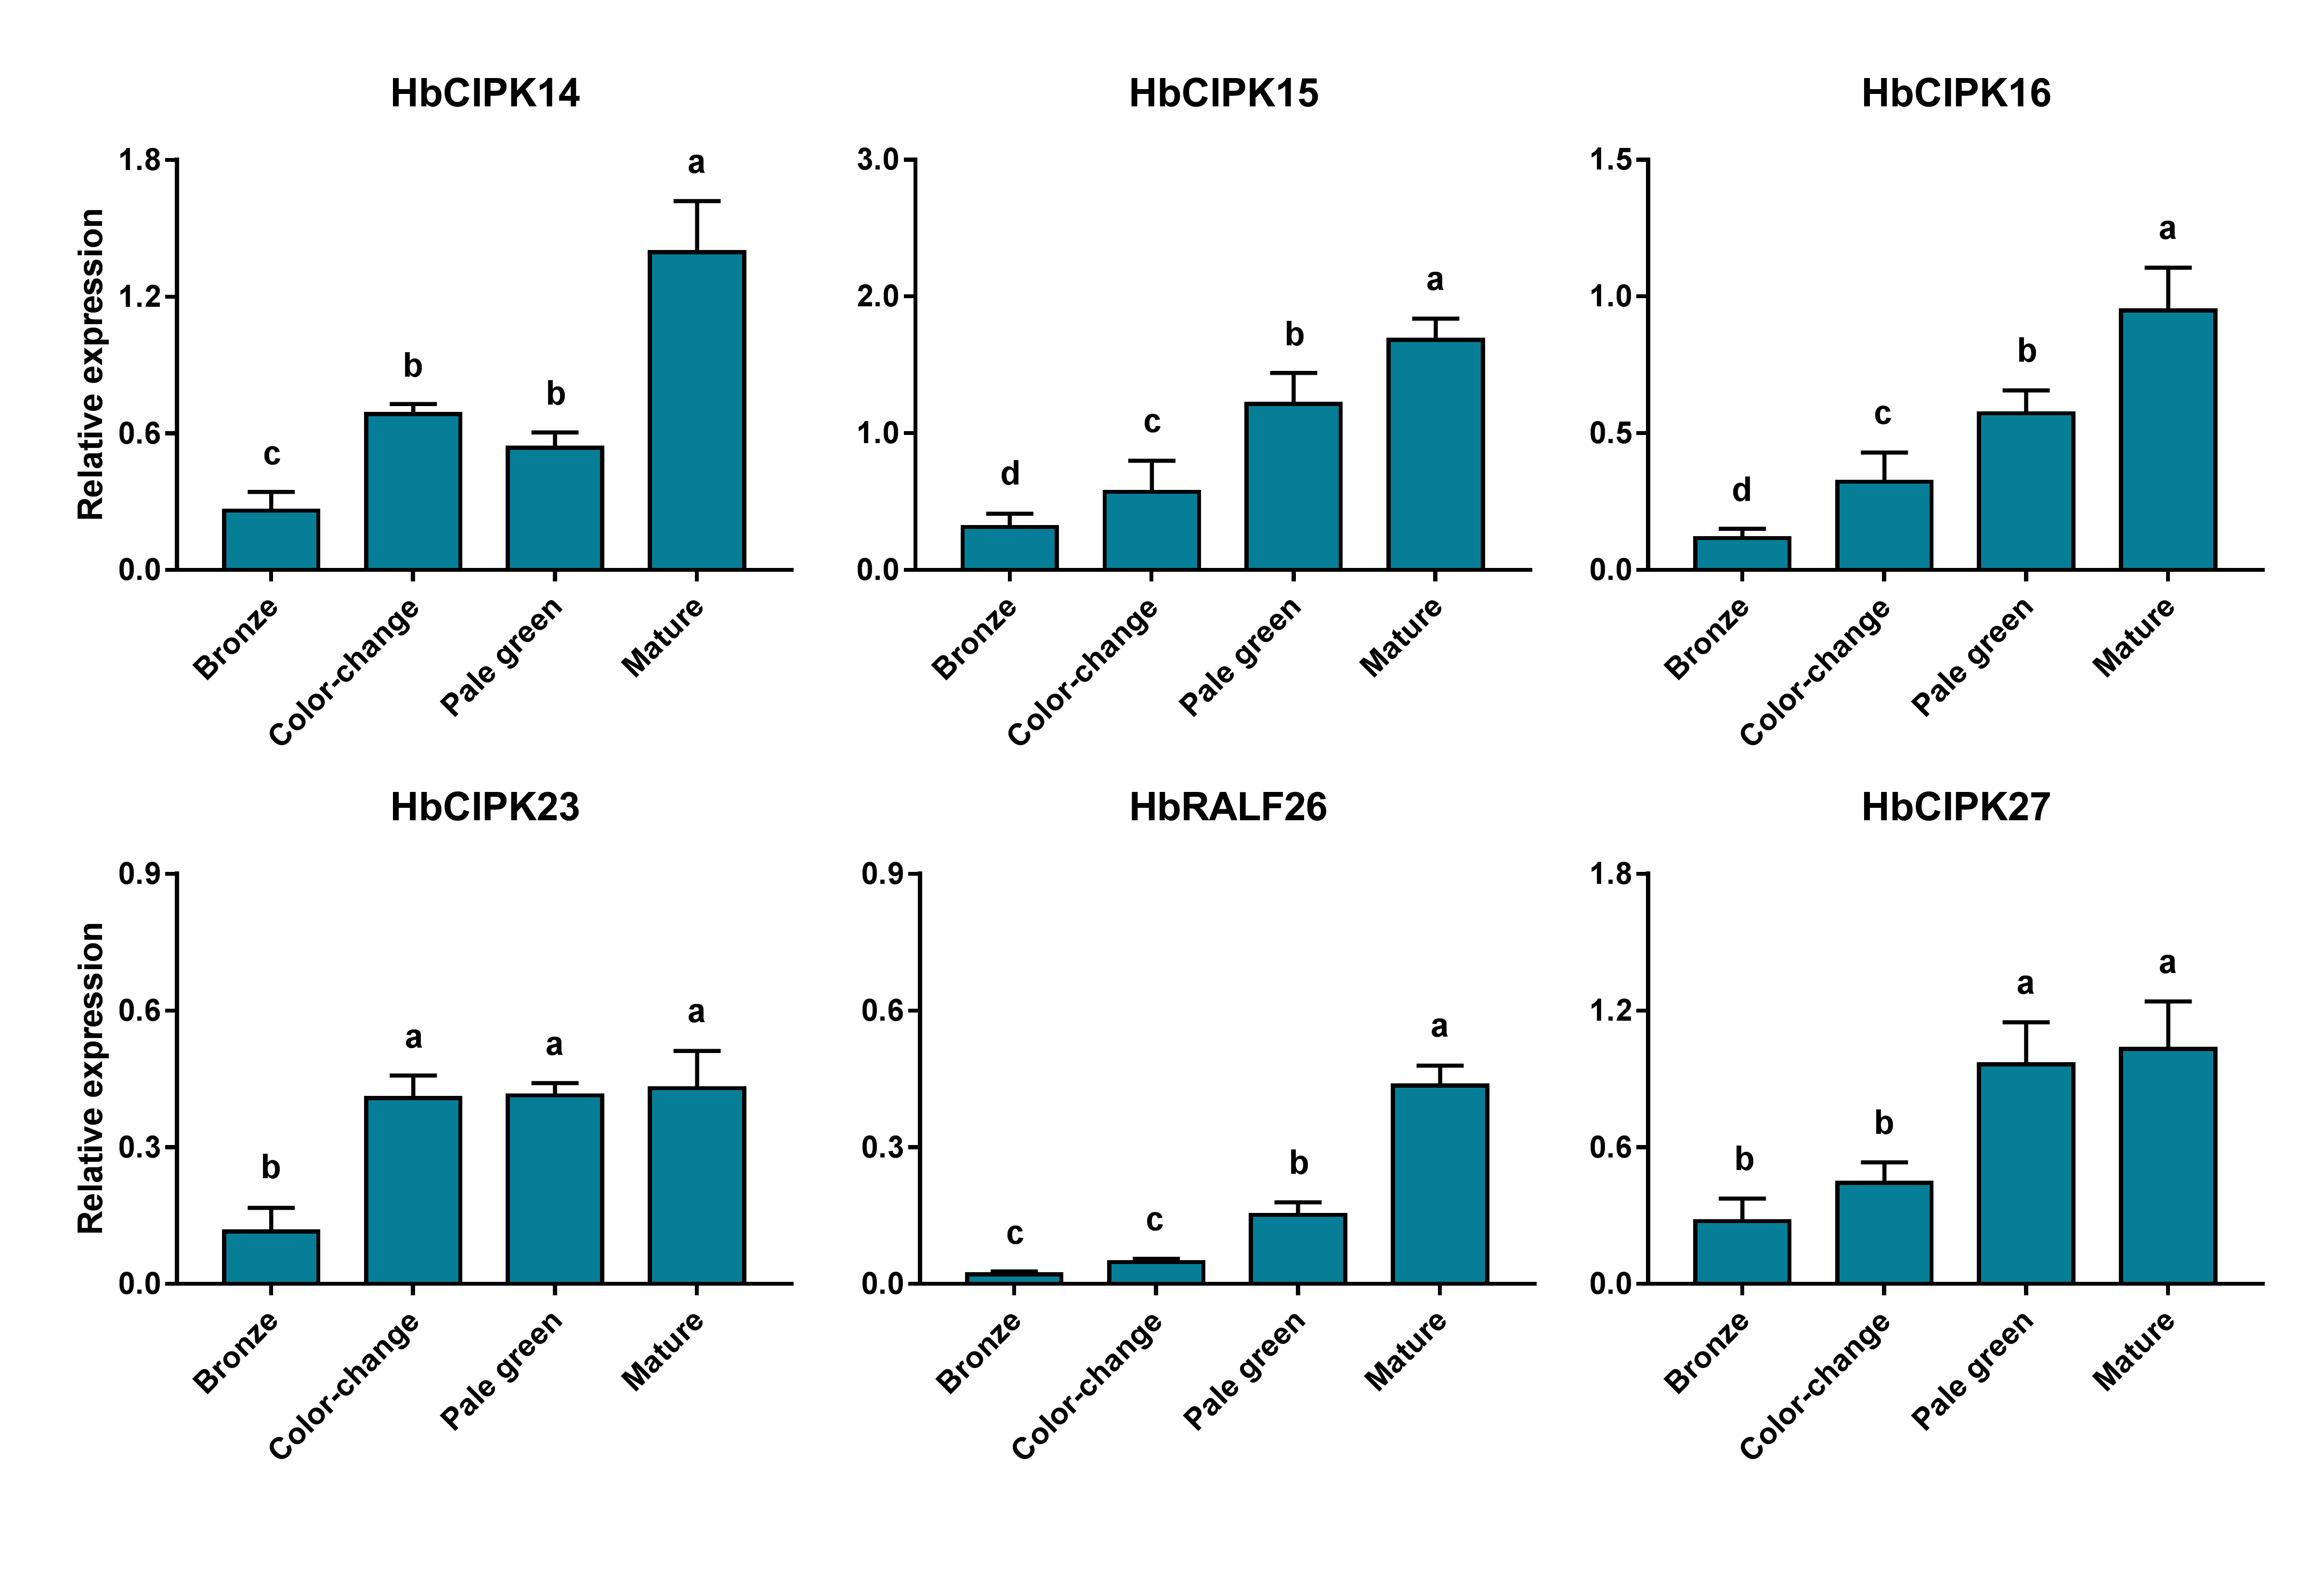 HbCIPK14
Relative expression
1.8
1.2
0.6
0.0
c
b
b
a
Bronze
Color-change
Pale green
Mature
HbCIPK15
3.0
2.0
1.0
0.0
d
c
b
a
Bronze
Color-change
Pale green
Mature
HbCIPK16
1.5
1.0
0.5
0.0
d
c
b
a
Bronze
Color-change
Pale green
Mature
HbCIPK23
Relative expression
0.9
0.6
0.3
0.0
b
a
a
a
Bronze
Color-change
Pale green
Mature
HbRALF26
0.9
0.6
0.3
0.0
c
c
b
a
Bronze
Color-change
Pale green
Mature
HbCIPK27
1.8
1.2
0.6
0.0
b
b
a
a
Bronze
Color-change
Pale green
Mature